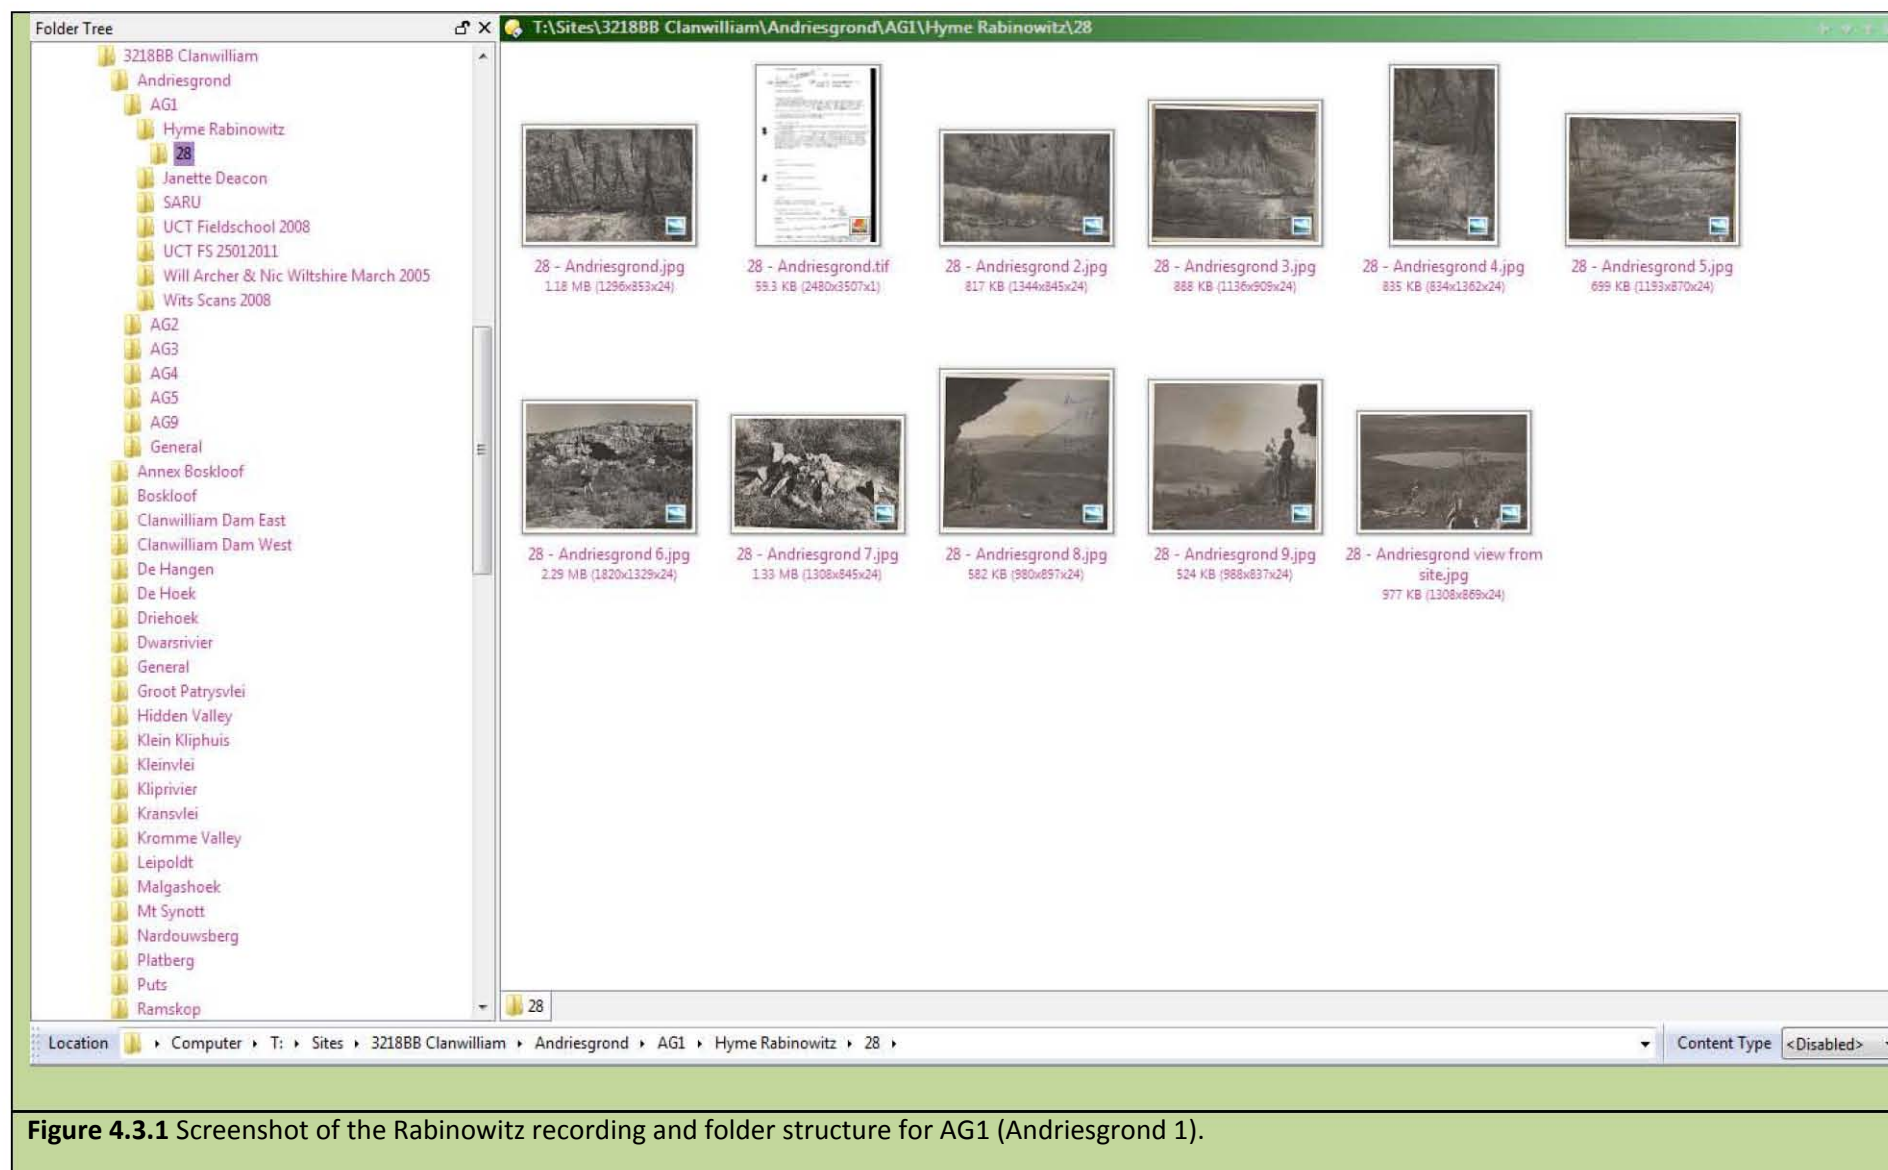 Folder Tree
3218BB Clanwilliam
Andriesgrond
AG1
Hyme Rabinowitz
28
Janette Deacon
SARU
UCT Fieldschool 2008
UCT FS 25012011
Will Archer & Nic Wiltshire March 2005
Wits Scans 2008
AG2
AG3
AG4
AG5
AG9
General
Annex Boskloof
Boskloof
Clanwilliam Dam East
Clanwilliam Dam West
De Hangen
De Hoek
Driehoek
Dwarsrivier
General
Groot Patrysvlei
Hidden Valley
Klein Kliphuis
Kleinvlei
Kliprivier
Kransvlei
Kromme Valley
Leipoldt
Malgashoek
Mt Synott
Nardouwsberg
Platberg
Puts
Ramskop
T:\Sites\3218BB Clanwilliam\Andriesgrond\AG1\Hyme Rabinowitz\28
28 - Andriesgrond.jpg
1.18 MB (1296x853x24)
28 - Andriesgrond.tif
59.3 KB (2480x3507x1)
28 - Andriesgrond 2.jpg
817 KB (1344x845x24)
28 - Andriesgrond 3.jpg
888 KB (1136x909x24)
28 - Andriesgrond 4.jpg
835 KB (834x1362x24)
28 - Andriesgrond 5.jpg
699 KB (1193x870x24)
28 - Andriesgrond 6.jpg
2.29 MB (1820x1329x24)
28 - Andriesgrond 7.jpg
1.33 MB (1308x845x24)
28 - Andriesgrond 8.jpg
582 KB (980x897x24)
28 - Andriesgrond 9.jpg
524 KB (988x837x24)
28 - Andriesgrond view from
site.jpg
977 KB (1308x869x24)
28
Location Computer T: Sites 3218BB Clanwilliam Andriesgrond AG1 Hyme Rabinowitz 28 Content Type <Disabled>
Figure 4.3.1 Screenshot of the Rabinowitz recording and folder structure for AG1 (Andriesgrond 1).